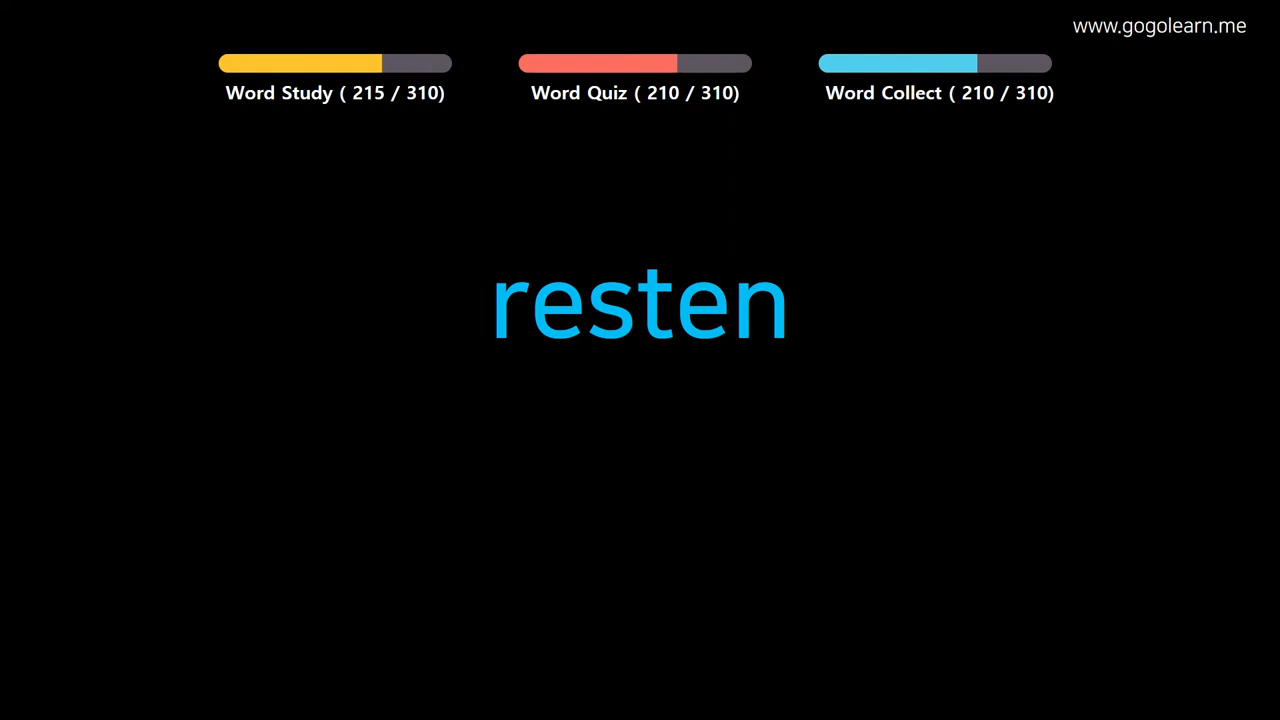 www.gogolearn.me
Word Study ( 215 / 310)
Word Quiz ( 210 / 310)
Word Collect ( 210 / 310)
resten